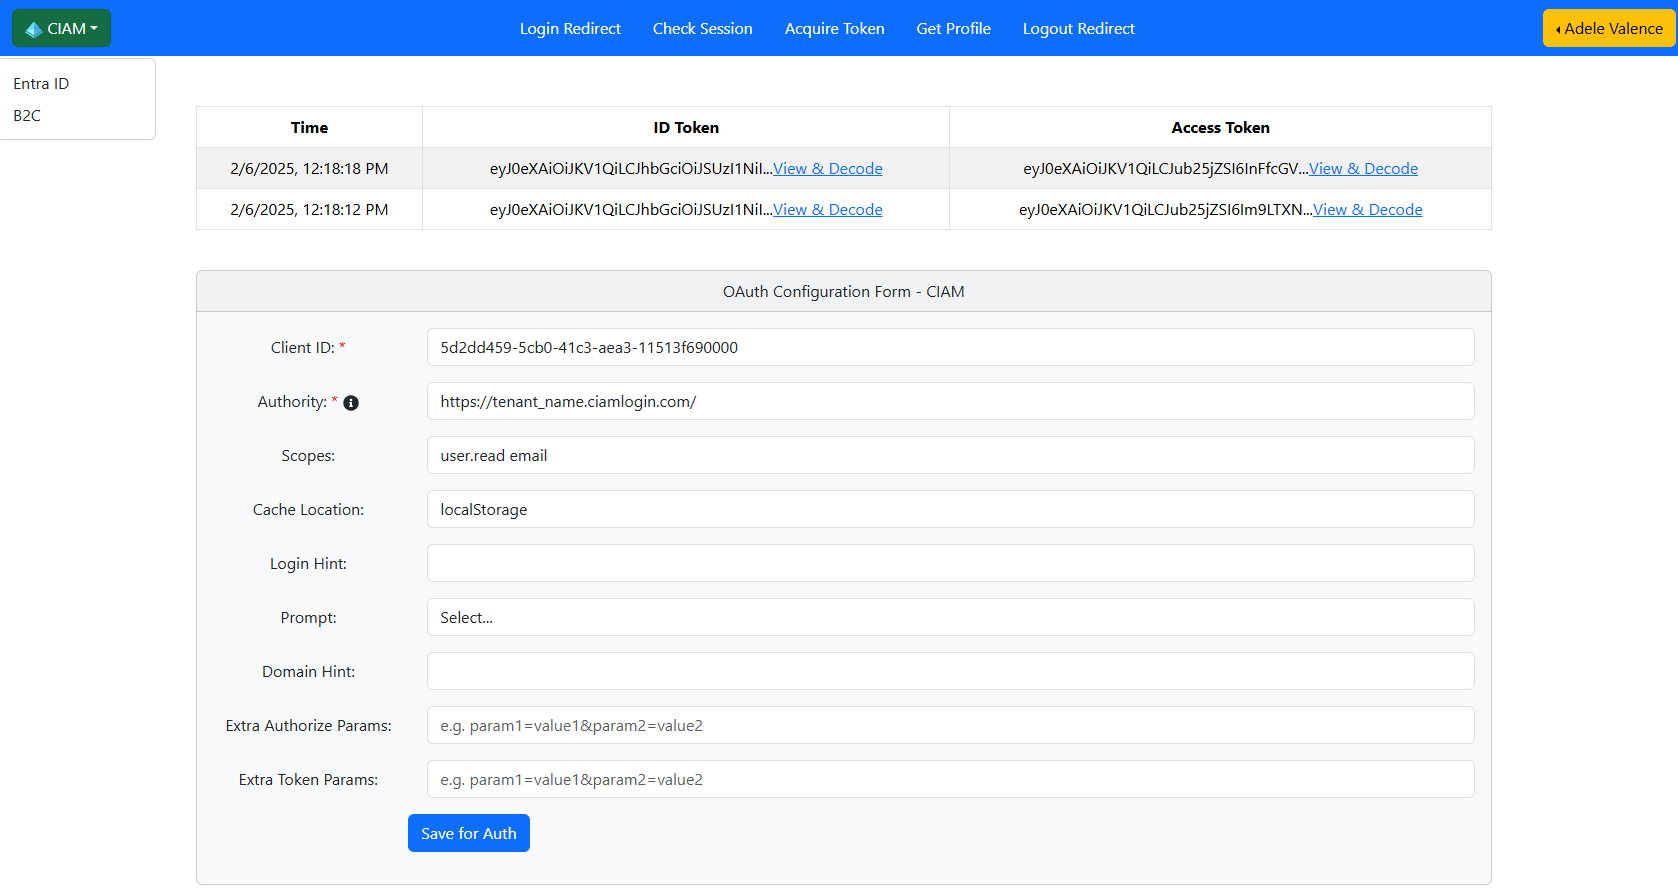 CIAM Login Redirect Check Session Acquire Token Get Profile Logout Redirect Adele Valence
Entra ID
B2C
Time ID Token Access Token
2/6/2025, 12:18:18 PM eyJ0eXAiOiJKV1QiLCJhbGciOiJSUzI1NiI...View & Decode eyJ0eXAiOiJKV1QiLCJub25jZSI6InFfcGV...View & Decode
2/6/2025, 12:18:12 PM eyJ0eXAiOiJKV1QiLCJhbGciOiJSUzI1NiI...View & Decode eyJ0eXAiOiJKV1QiLCJub25jZSI6Im9LTXN...View & Decode
OAuth Configuration Form - CIAM
Client ID: * 5d2dd459-5cb0-41c3-aea3-11513f690000
Authority: * https://tenant_name.ciamlogin.com/
Scopes: user.read email
Cache Location: localStorage
Login Hint:
Prompt: Select...
Domain Hint:
Extra Authorize Params: e.g. param1=value1&param2=value2
Extra Token Params: e.g. param1=value1&param2=value2
Save for Auth